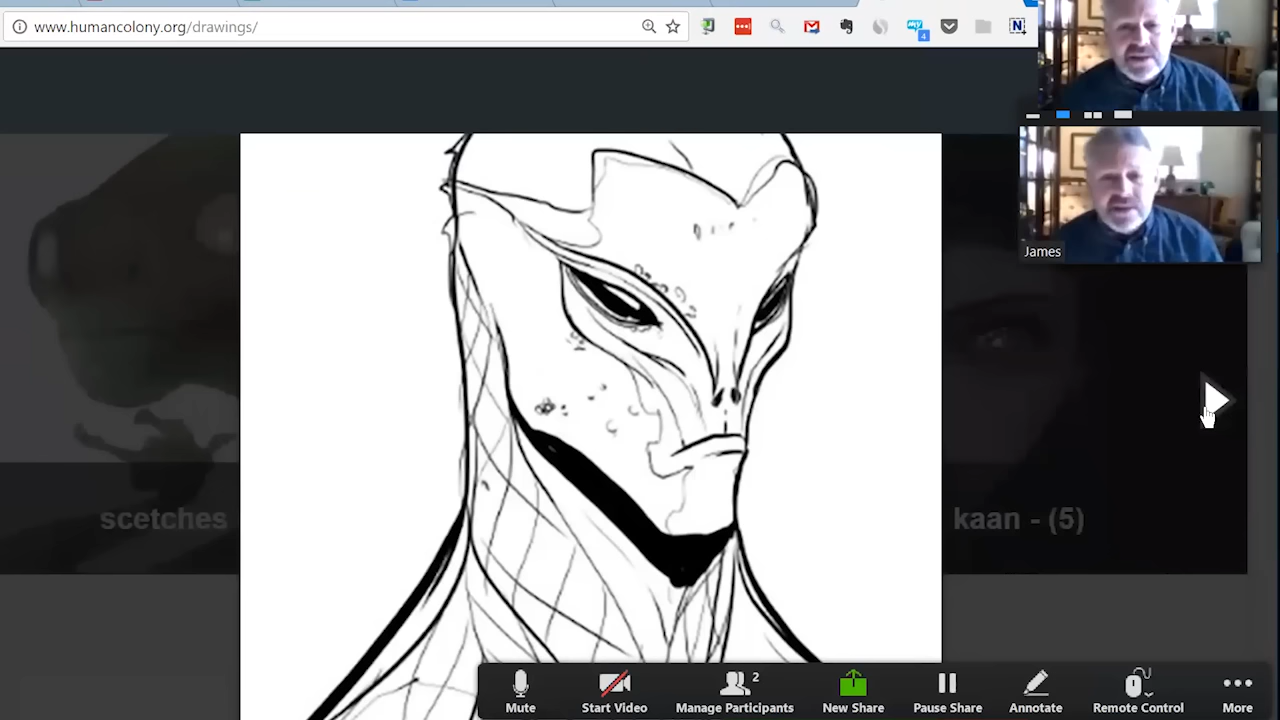 www.humancolony.org/drawings/
4
James
scetches
kaan - (5)
2
Mute
Start Video
Manage Participants
New Share
Pause Share
Annotate
Remote Control
More